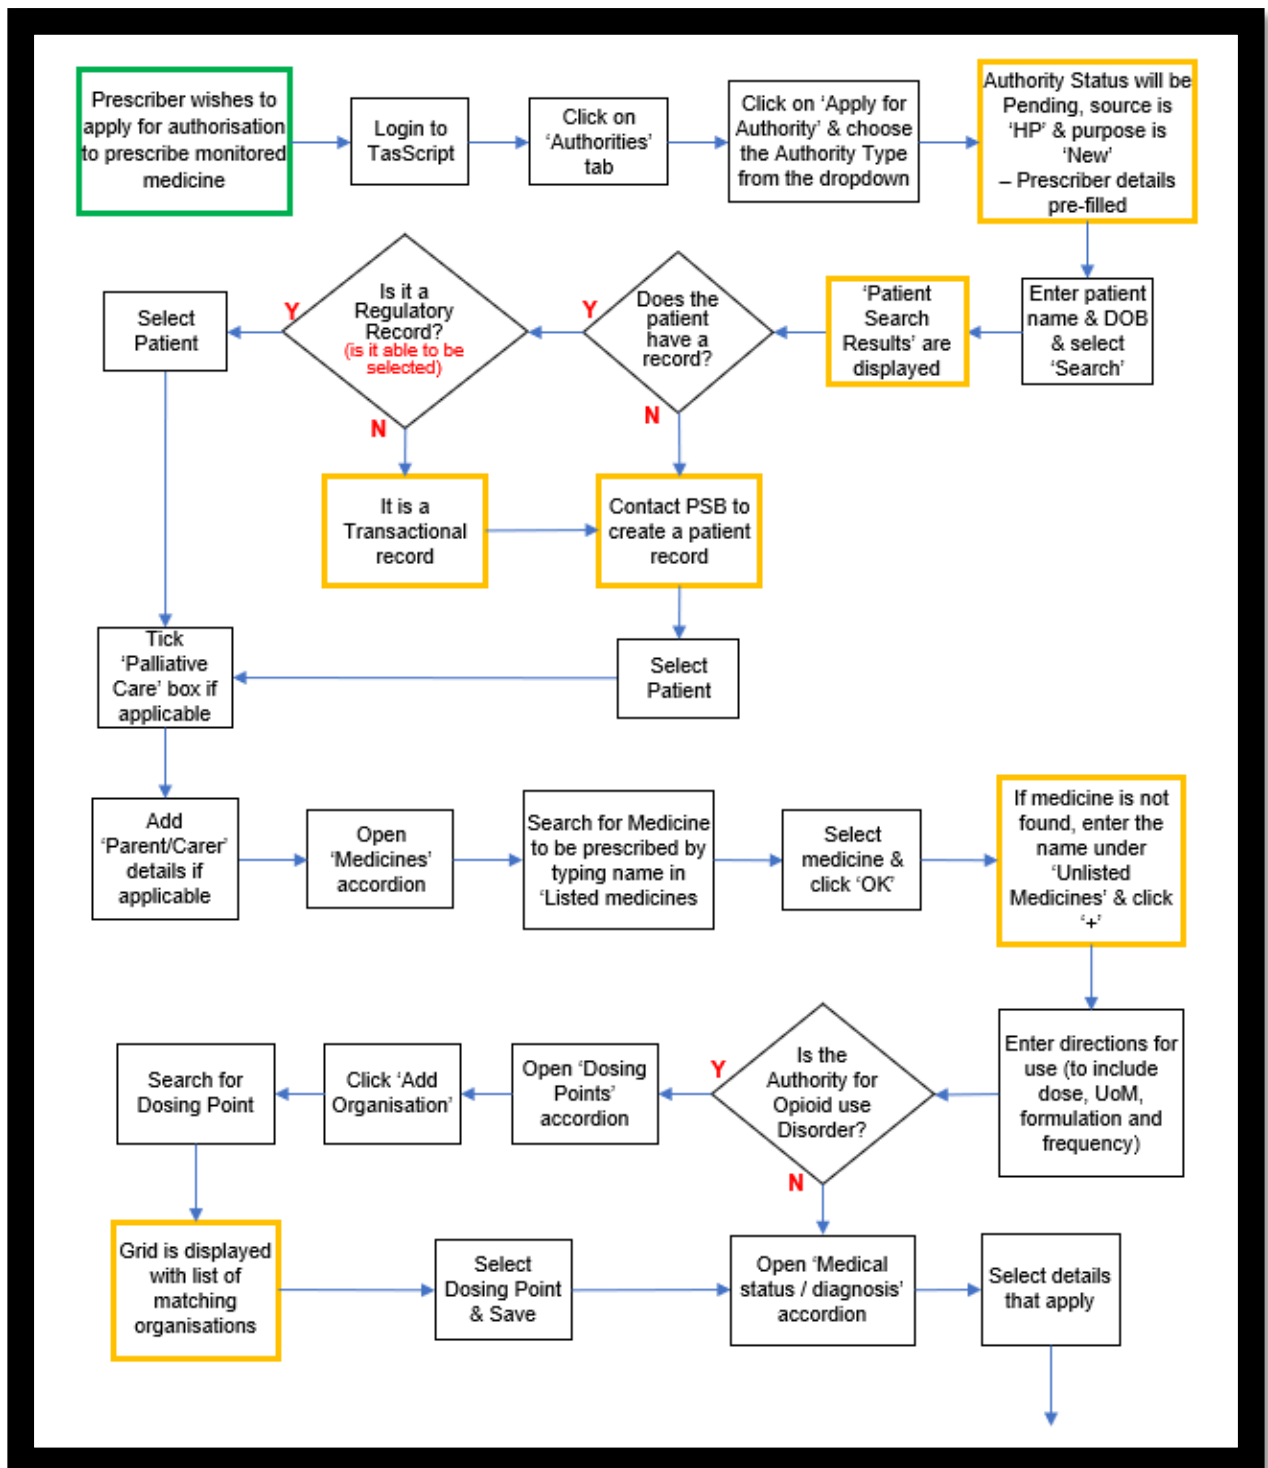 Prescriber wishes to
apply for authorisation
to prescribe monitored
medicine
Login to
TasScript
Click on
‘Authorities’
tab
Click on ‘Apply for
Authority’ & choose
the Authority Type
from the dropdown
Authority Status will be
Pending, source is
‘HP’ & purpose is
‘New’
– Prescriber details
pre-filled
Enter patient
name & DOB
& select
‘Search’
‘Patient
Search
Results’ are
displayed
Does the
patient
have a
record?
Y
N
Is it a
Regulatory
Record?
(is it able to be
selected)
Y
N
Select
Patient
It is a
Transactional
record
Contact PSB to
create a patient
record
Select
Patient
Tick
‘Palliative
Care’ box if
applicable
Add
‘Parent/Carer’
details if
applicable
Open
‘Medicines’
accordion
Search for Medicine
to be prescribed by
typing name in
‘Listed medicines
Select
medicine &
click ‘OK’
If medicine is not
found, enter the
name under
‘Unlisted
Medicines’ & click
‘+’
Enter directions for
use (to include
dose, UoM,
formulation and
frequency)
Is the
Authority for
Opioid use
Disorder?
Y
N
Open ‘Dosing
Points’
accordion
Click ‘Add
Organisation’
Search for
Dosing Point
Grid is displayed
with list of
matching
organisations
Select
Dosing Point
& Save
Open ‘Medical
status / diagnosis’
accordion
Select details
that apply